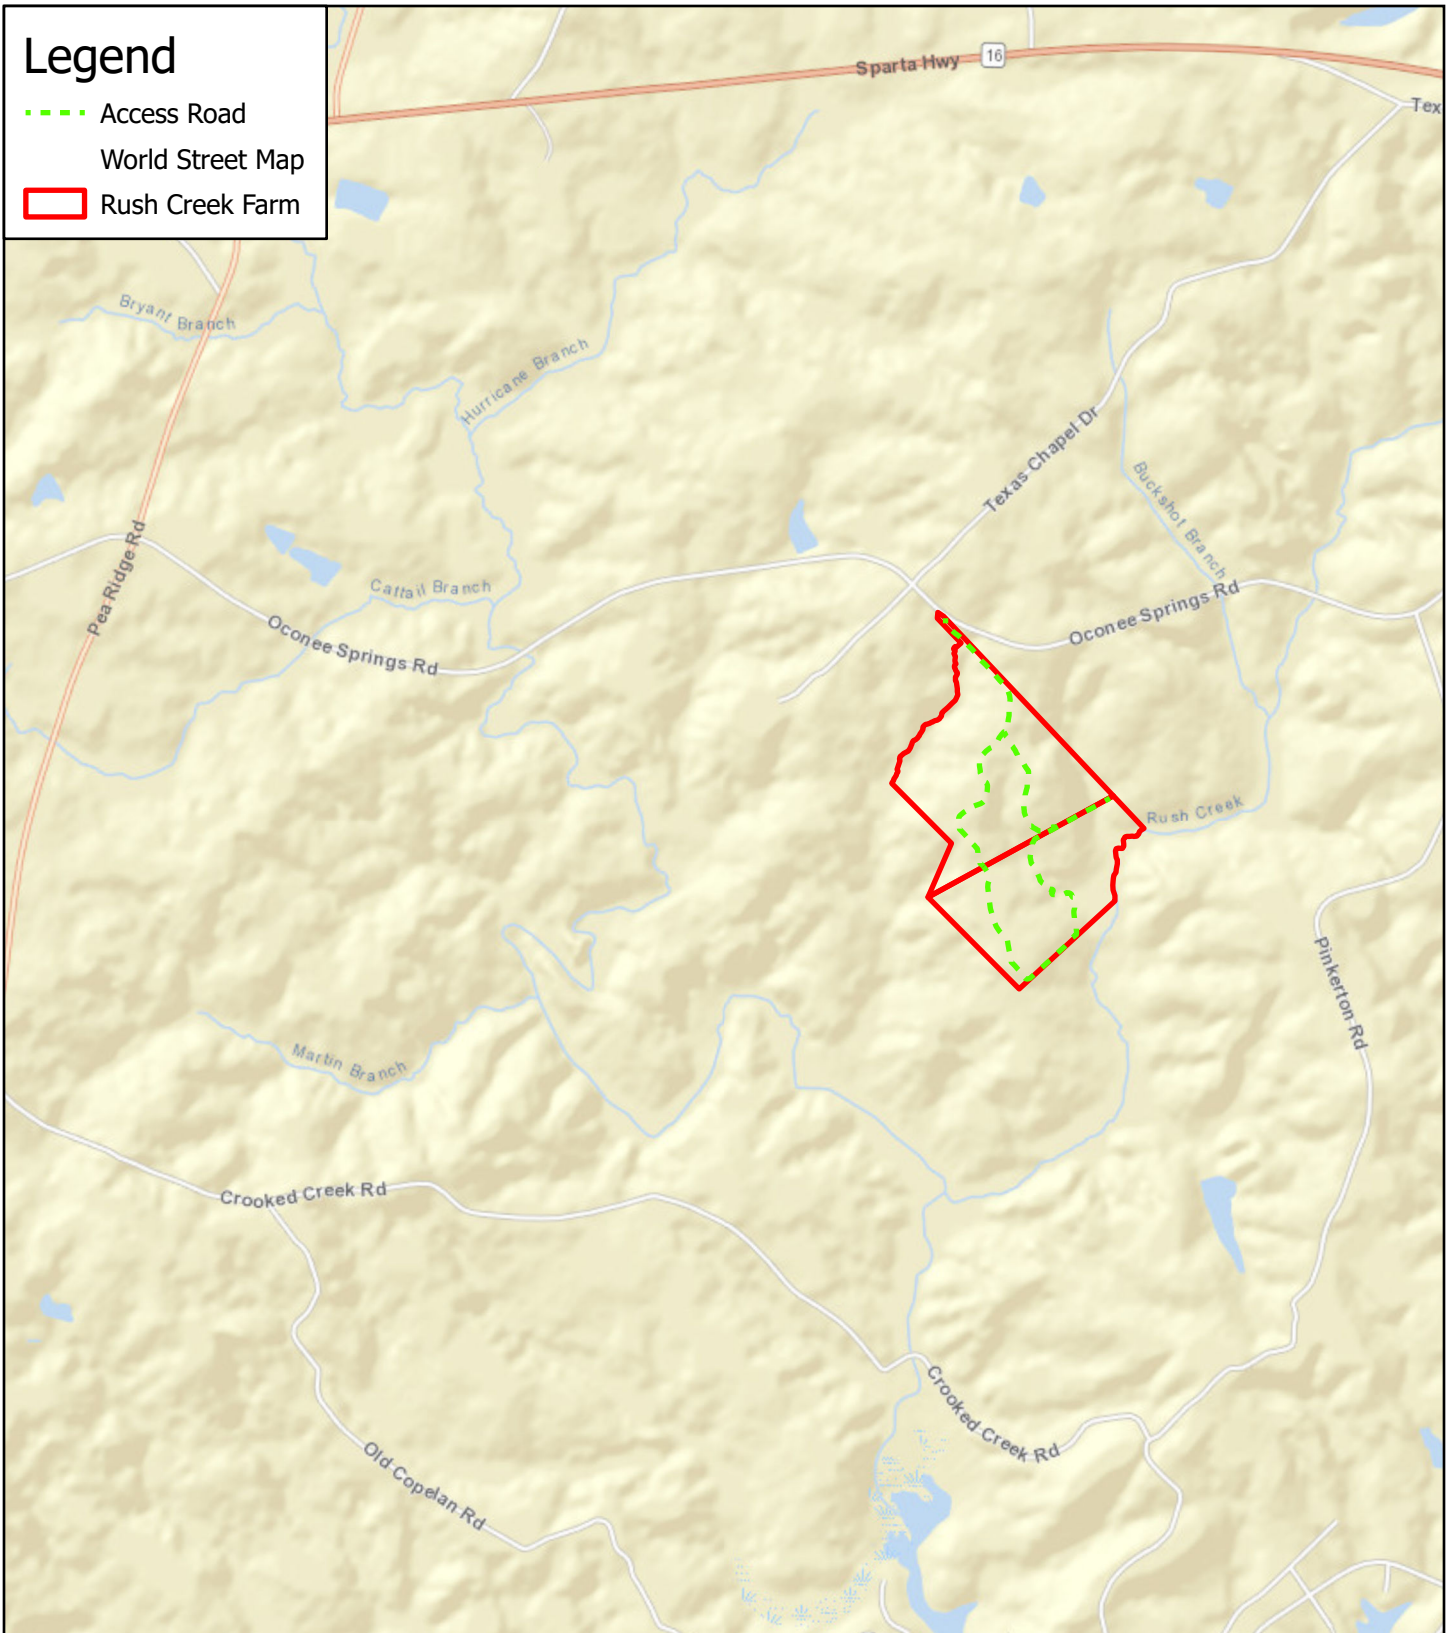 Legend
Access Road
World Street Map
Rush Creek Farm
Sparta Hwy
16
Tex
Bryant Branch
Hurricane Branch
Texas Chapel Dr
Buckshot Branch
Pea Ridge Rd
Cattail Branch
Oconee Springs Rd
Oconee Springs Rd
Rush Creek
Pinkerton Rd
Martin Branch
Crooked Creek Rd
Crooked Creek Rd
Old Copelan Rd